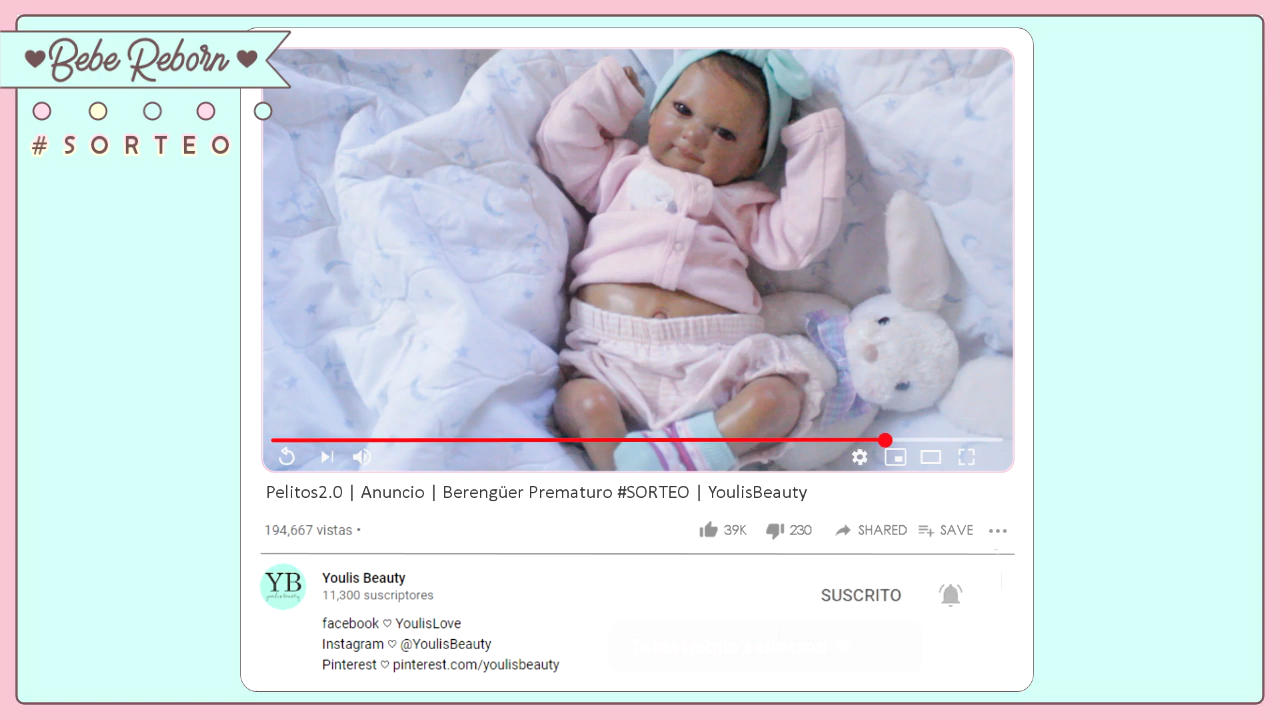 Bebe Reborn
#SORTEO
Pelitos2.0 | Anuncio | Berengüer Prematuro #SORTEO | YoulisBeauty
194,667 vistas •
39K
230
SHARED
SAVE
YB
Youlis Beauty
11,300 suscriptores
SUSCRITO
facebook ♡ YoulisLove
Instagram ♡ @YoulisBeauty
Pinterest ♡ pinterest.com/youlisbeauty